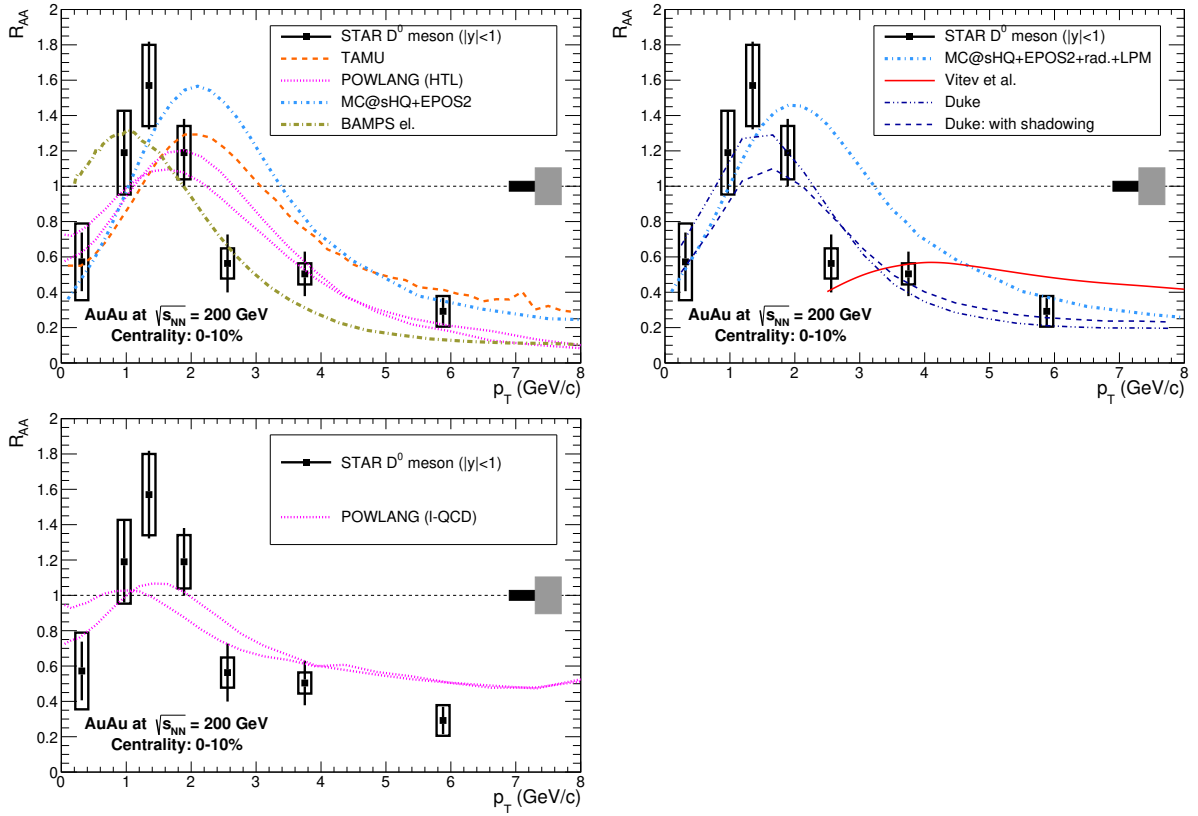 R_AA
2
1.8
1.6
1.4
1.2
1
0.8
0.6
0.4
0.2
0
STAR D⁰ meson (|y|<1)
TAMU
POWLANG (HTL)
MC@sHQ+EPOS2
BAMPS el.
AuAu at √s_NN = 200 GeV
Centrality: 0-10%
0 1 2 3 4 5 6 7 8
p_T (GeV/c)
R_AA
2
1.8
1.6
1.4
1.2
1
0.8
0.6
0.4
0.2
0
STAR D⁰ meson (|y|<1)
MC@sHQ+EPOS2+rad.+LPM
Vitev et al.
Duke
Duke: with shadowing
AuAu at √s_NN = 200 GeV
Centrality: 0-10%
0 1 2 3 4 5 6 7 8
p_T (GeV/c)
R_AA
2
1.8
1.6
1.4
1.2
1
0.8
0.6
0.4
0.2
0
STAR D⁰ meson (|y|<1)
POWLANG (l-QCD)
AuAu at √s_NN = 200 GeV
Centrality: 0-10%
0 1 2 3 4 5 6 7 8
p_T (GeV/c)